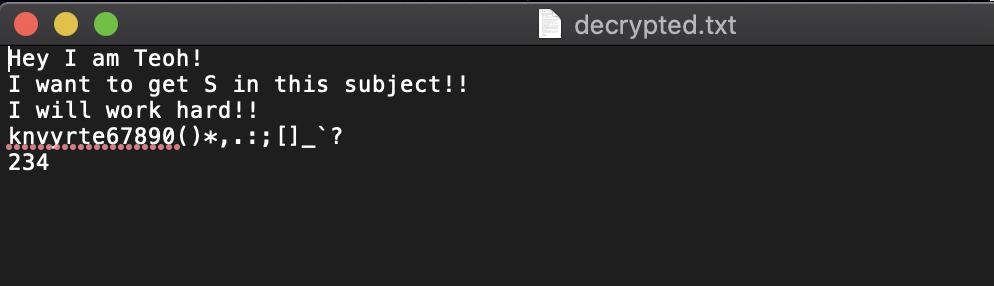 decrypted.txt
Hey I am Teoh!
I want to get S in this subject!!
I will work hard!!
knvyrte67890()*,.:;[]_`?
234